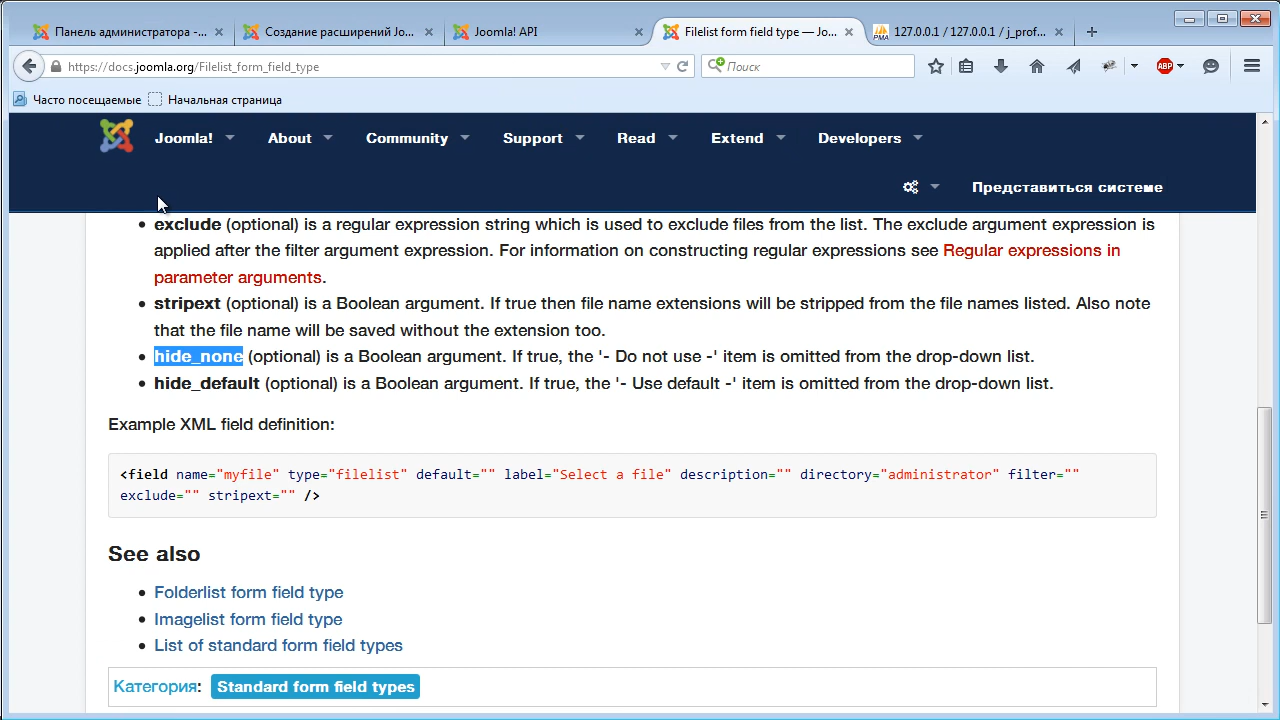 Панель администраторы -...
Создание расширений Jo...
Joomla! API
Filelist form field type — Jo...
127.0.0.1 / 127.0.0.1 / j_prof...
https://docs.joomla.org/Filelist_form_field_type
Поиск
ABP
Часто посещаемые
Начальная страница
Joomla!
About
Community
Support
Read
Extend
Developers
Представиться системе
exclude (optional) is a regular expression string which is used to exclude files from the list. The exclude argument expression is
applied after the filter argument expression. For information on constructing regular expressions see Regular expressions in
parameter arguments.
stripext (optional) is a Boolean argument. If true then file name extensions will be stripped from the file names listed. Also note
that the file name will be saved without the extension too.
hide_none (optional) is a Boolean argument. If true, the '- Do not use -' item is omitted from the drop-down list.
hide_default (optional) is a Boolean argument. If true, the '- Use default -' item is omitted from the drop-down list.
Example XML field definition:
<field name="myfile" type="filelist" default="" label="Select a file" description="" directory="administrator" filter=""
exclude="" stripext="" />
See also
Folderlist form field type
Imagelist form field type
List of standard form field types
Категория: Standard form field types